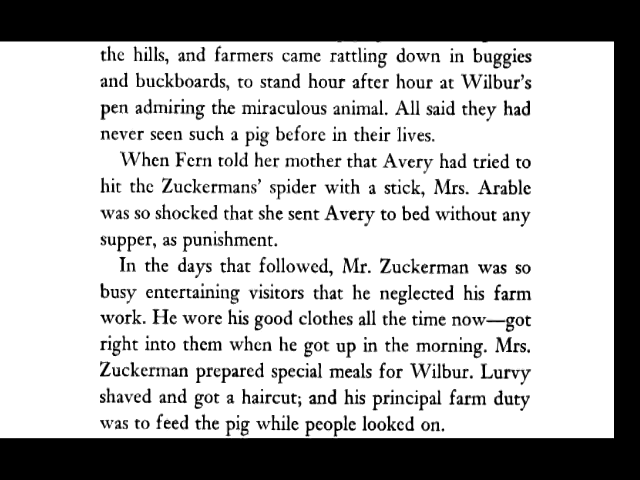 the hills, and farmers came rattling down in buggies
and buckboards, to stand hour after hour at Wilbur's
pen admiring the miraculous animal. All said they had
never seen such a pig before in their lives.
When Fern told her mother that Avery had tried to
hit the Zuckermans' spider with a stick, Mrs. Arable
was so shocked that she sent Avery to bed without any
supper, as punishment.
In the days that followed, Mr. Zuckerman was so
busy entertaining visitors that he neglected his farm
work. He wore his good clothes all the time now—got
right into them when he got up in the morning. Mrs.
Zuckerman prepared special meals for Wilbur. Lurvy
shaved and got a haircut; and his principal farm duty
was to feed the pig while people looked on.